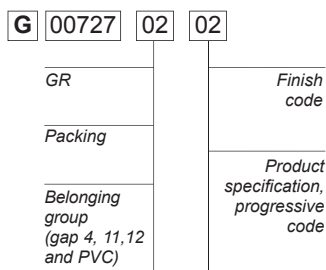 G 00727 02 02
GR
Finish
code
Packing
Product
specification,
progressive
code
Belonging
group
(gap 4, 11,12
and PVC)